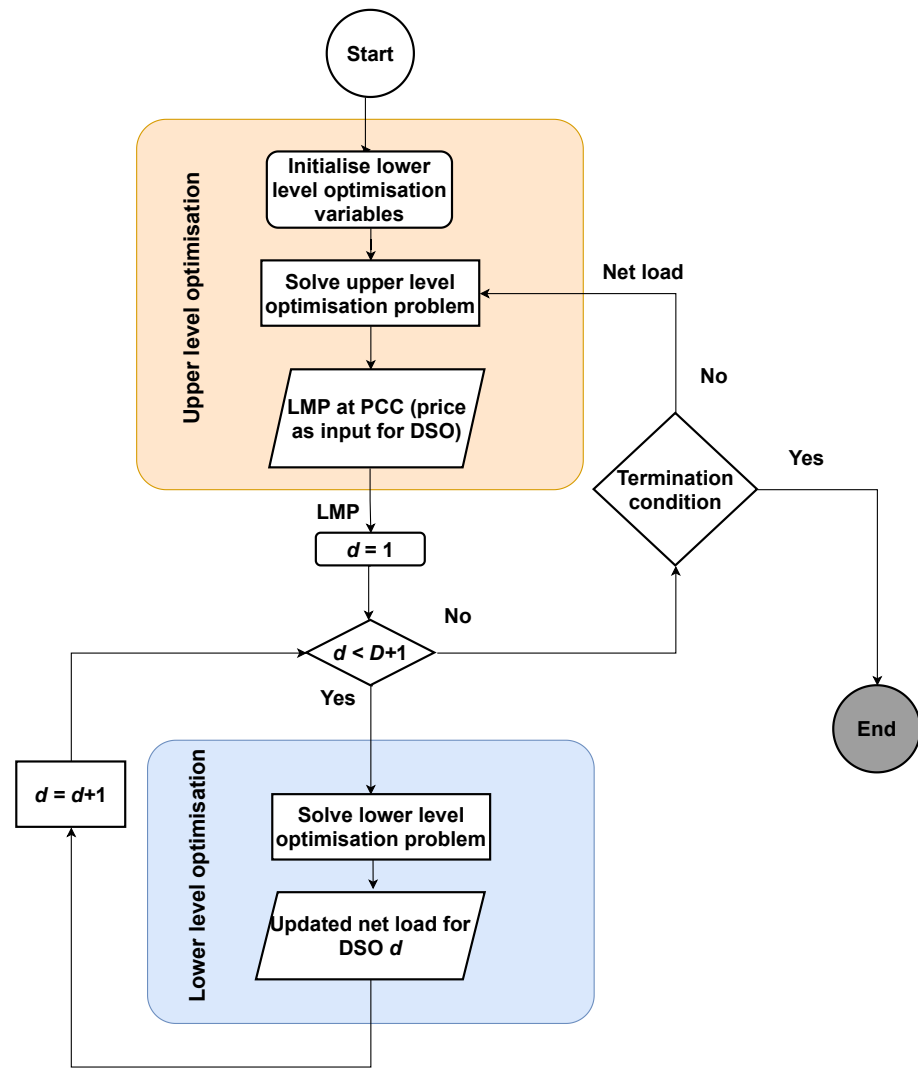 Start
Upper level optimisation
Initialise lower
level optimisation
variables
Solve upper level
optimisation problem
Net load
LMP at PCC (price
as input for DSO)
No
Termination
condition
Yes
LMP
d = 1
No
d < D+1
Yes
End
d = d+1
Lower level optimisation
Solve lower level
optimisation problem
Updated net load for
DSO d